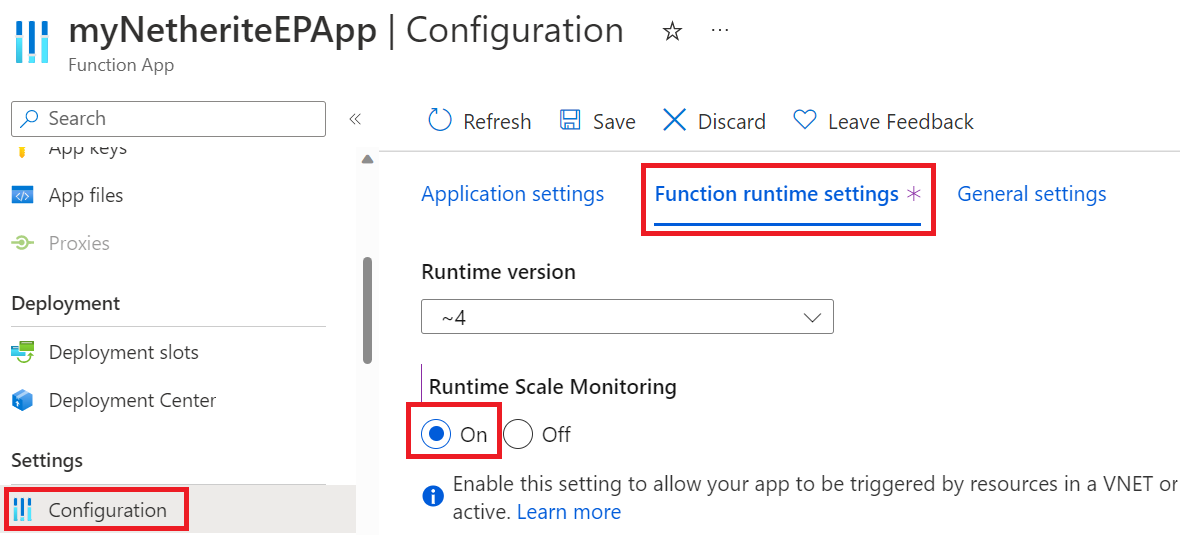 myNetheriteEPApp | Configuration
Function App
Search
App keys
App files
Proxies
Deployment
Deployment slots
Deployment Center
Settings
Configuration
Refresh
Save
Discard
Leave Feedback
Application settings
Function runtime settings *
General settings
Runtime version
~4
Runtime Scale Monitoring
On
Off
Enable this setting to allow your app to be triggered by resources in a VNET or
active. Learn more